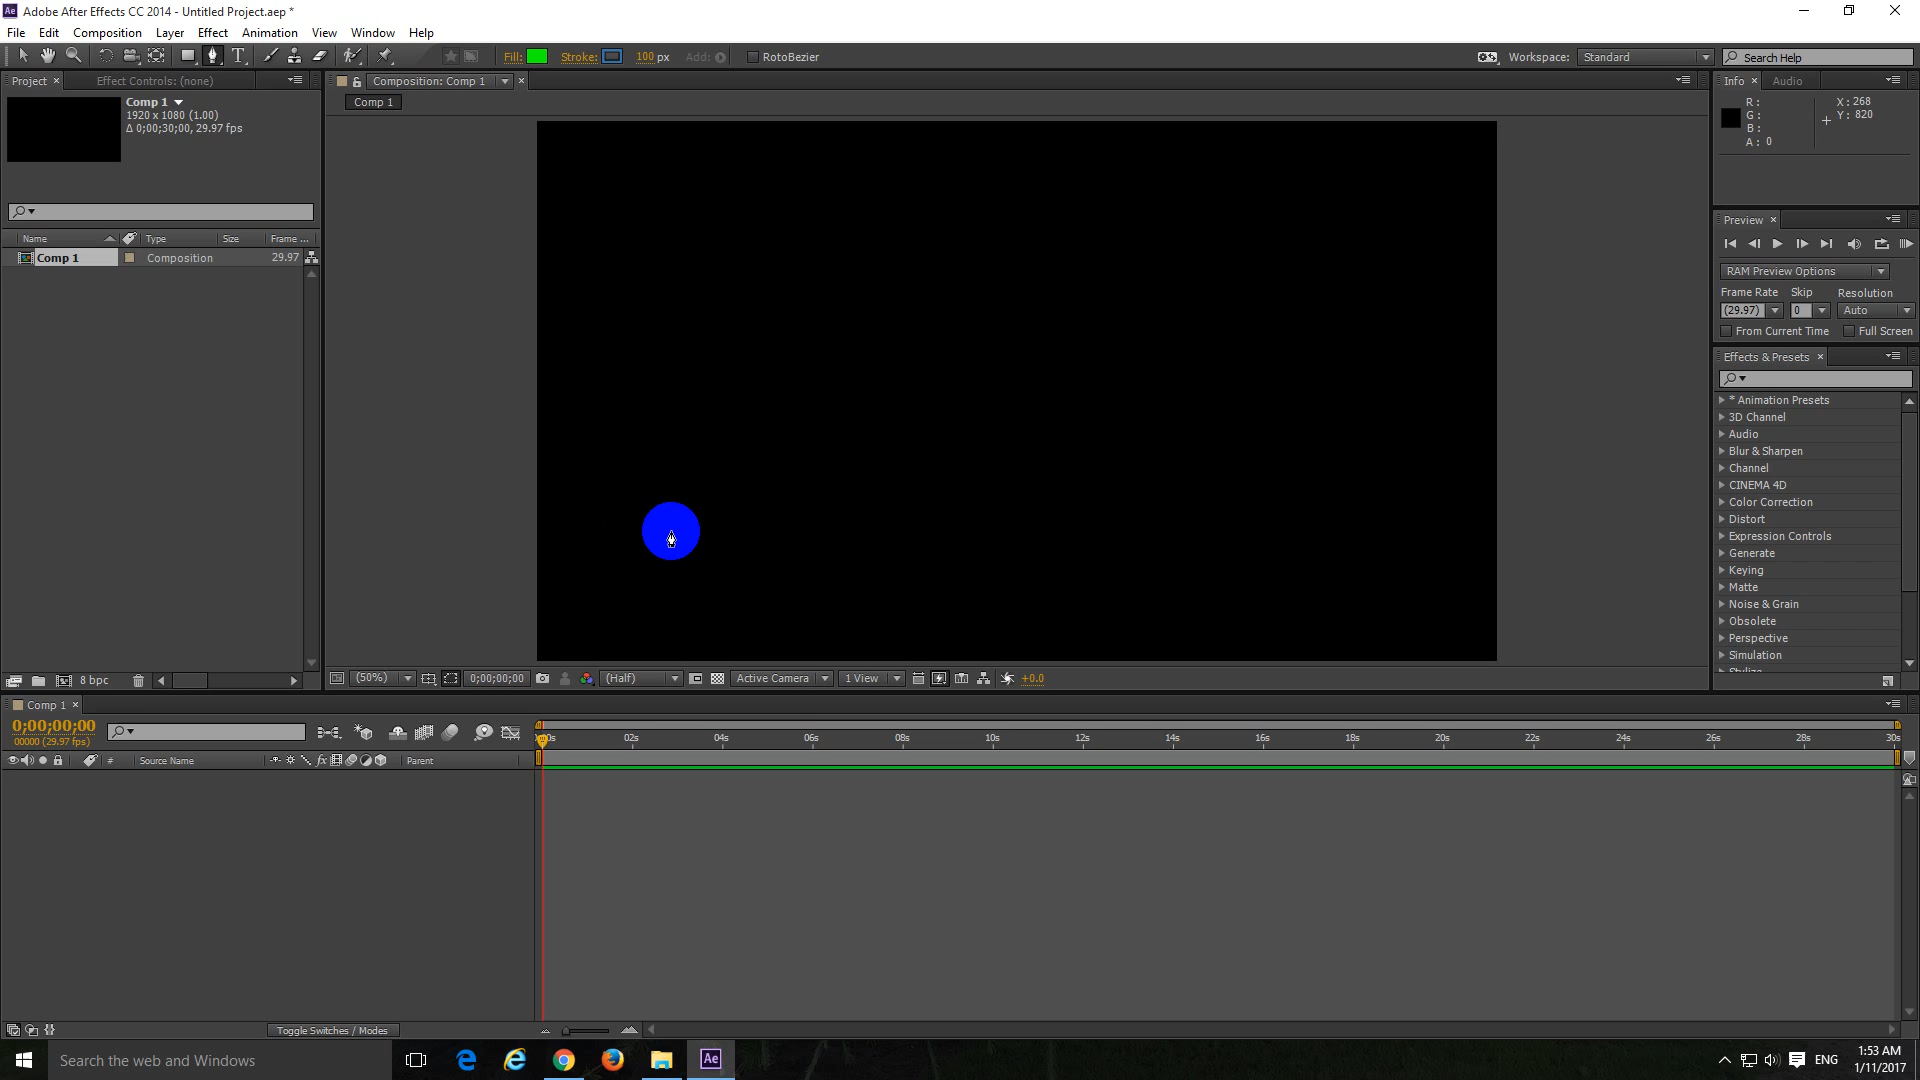 Ae Adobe After Effects CC 2014 - Untitled Project.aep *
File Edit Composition Layer Effect Animation View Window Help
T Fill: Stroke: 100 px Add: RotoBezier Workspace: Standard Search Help
Project × Effect Controls: (none) Composition: Comp 1 × Info × Audio
Comp 1
1920 x 1080 (1.00)
Δ 0;00;30;00, 29.97 fps
Comp 1
R :
G :
B :
A : 0
X : 268
Y : 820
Preview ×
RAM Preview Options
Frame Rate Skip Resolution
(29.97) 0 Auto
From Current Time Full Screen
Name Type Size Frame ...
Comp 1 Composition 29.97
Effects & Presets ×
* Animation Presets
3D Channel
Audio
Blur & Sharpen
Channel
CINEMA 4D
Color Correction
Distort
Expression Controls
Generate
Keying
Matte
Noise & Grain
Obsolete
Perspective
Simulation
Stylize
8 bpc (50%) 0;00;00;00 (Half) Active Camera 1 View +0.0
Comp 1 ×
0;00;00;00
00000 (29.97 fps)
02s 04s 06s 08s 10s 12s 14s 16s 18s 20s 22s 24s 26s 28s 30s
# Source Name fx Parent
Toggle Switches / Modes
Search the web and Windows Ae ENG
1:53 AM
1/11/2017